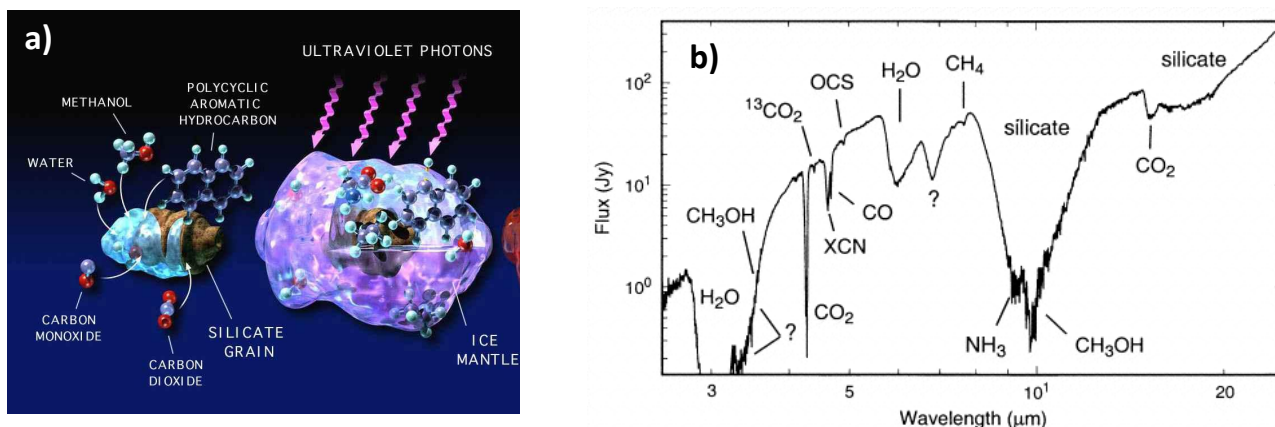 a)
ULTRAVIOLET PHOTONS
POLYCYCLIC
AROMATIC
HYDROCARBON
METHANOL
WATER
CARBON
MONOXIDE
CARBON
DIOXIDE
SILICATE
GRAIN
ICE
MANTLE
b)
Flux (Jy)
10²
10¹
10⁰
H₂O
CH₃OH
?
¹³CO₂
CO₂
OCS
XCN
CO
H₂O
?
CH₄
silicate
NH₃
CH₃OH
silicate
CO₂
3
5
10¹
20
Wavelength (μm)